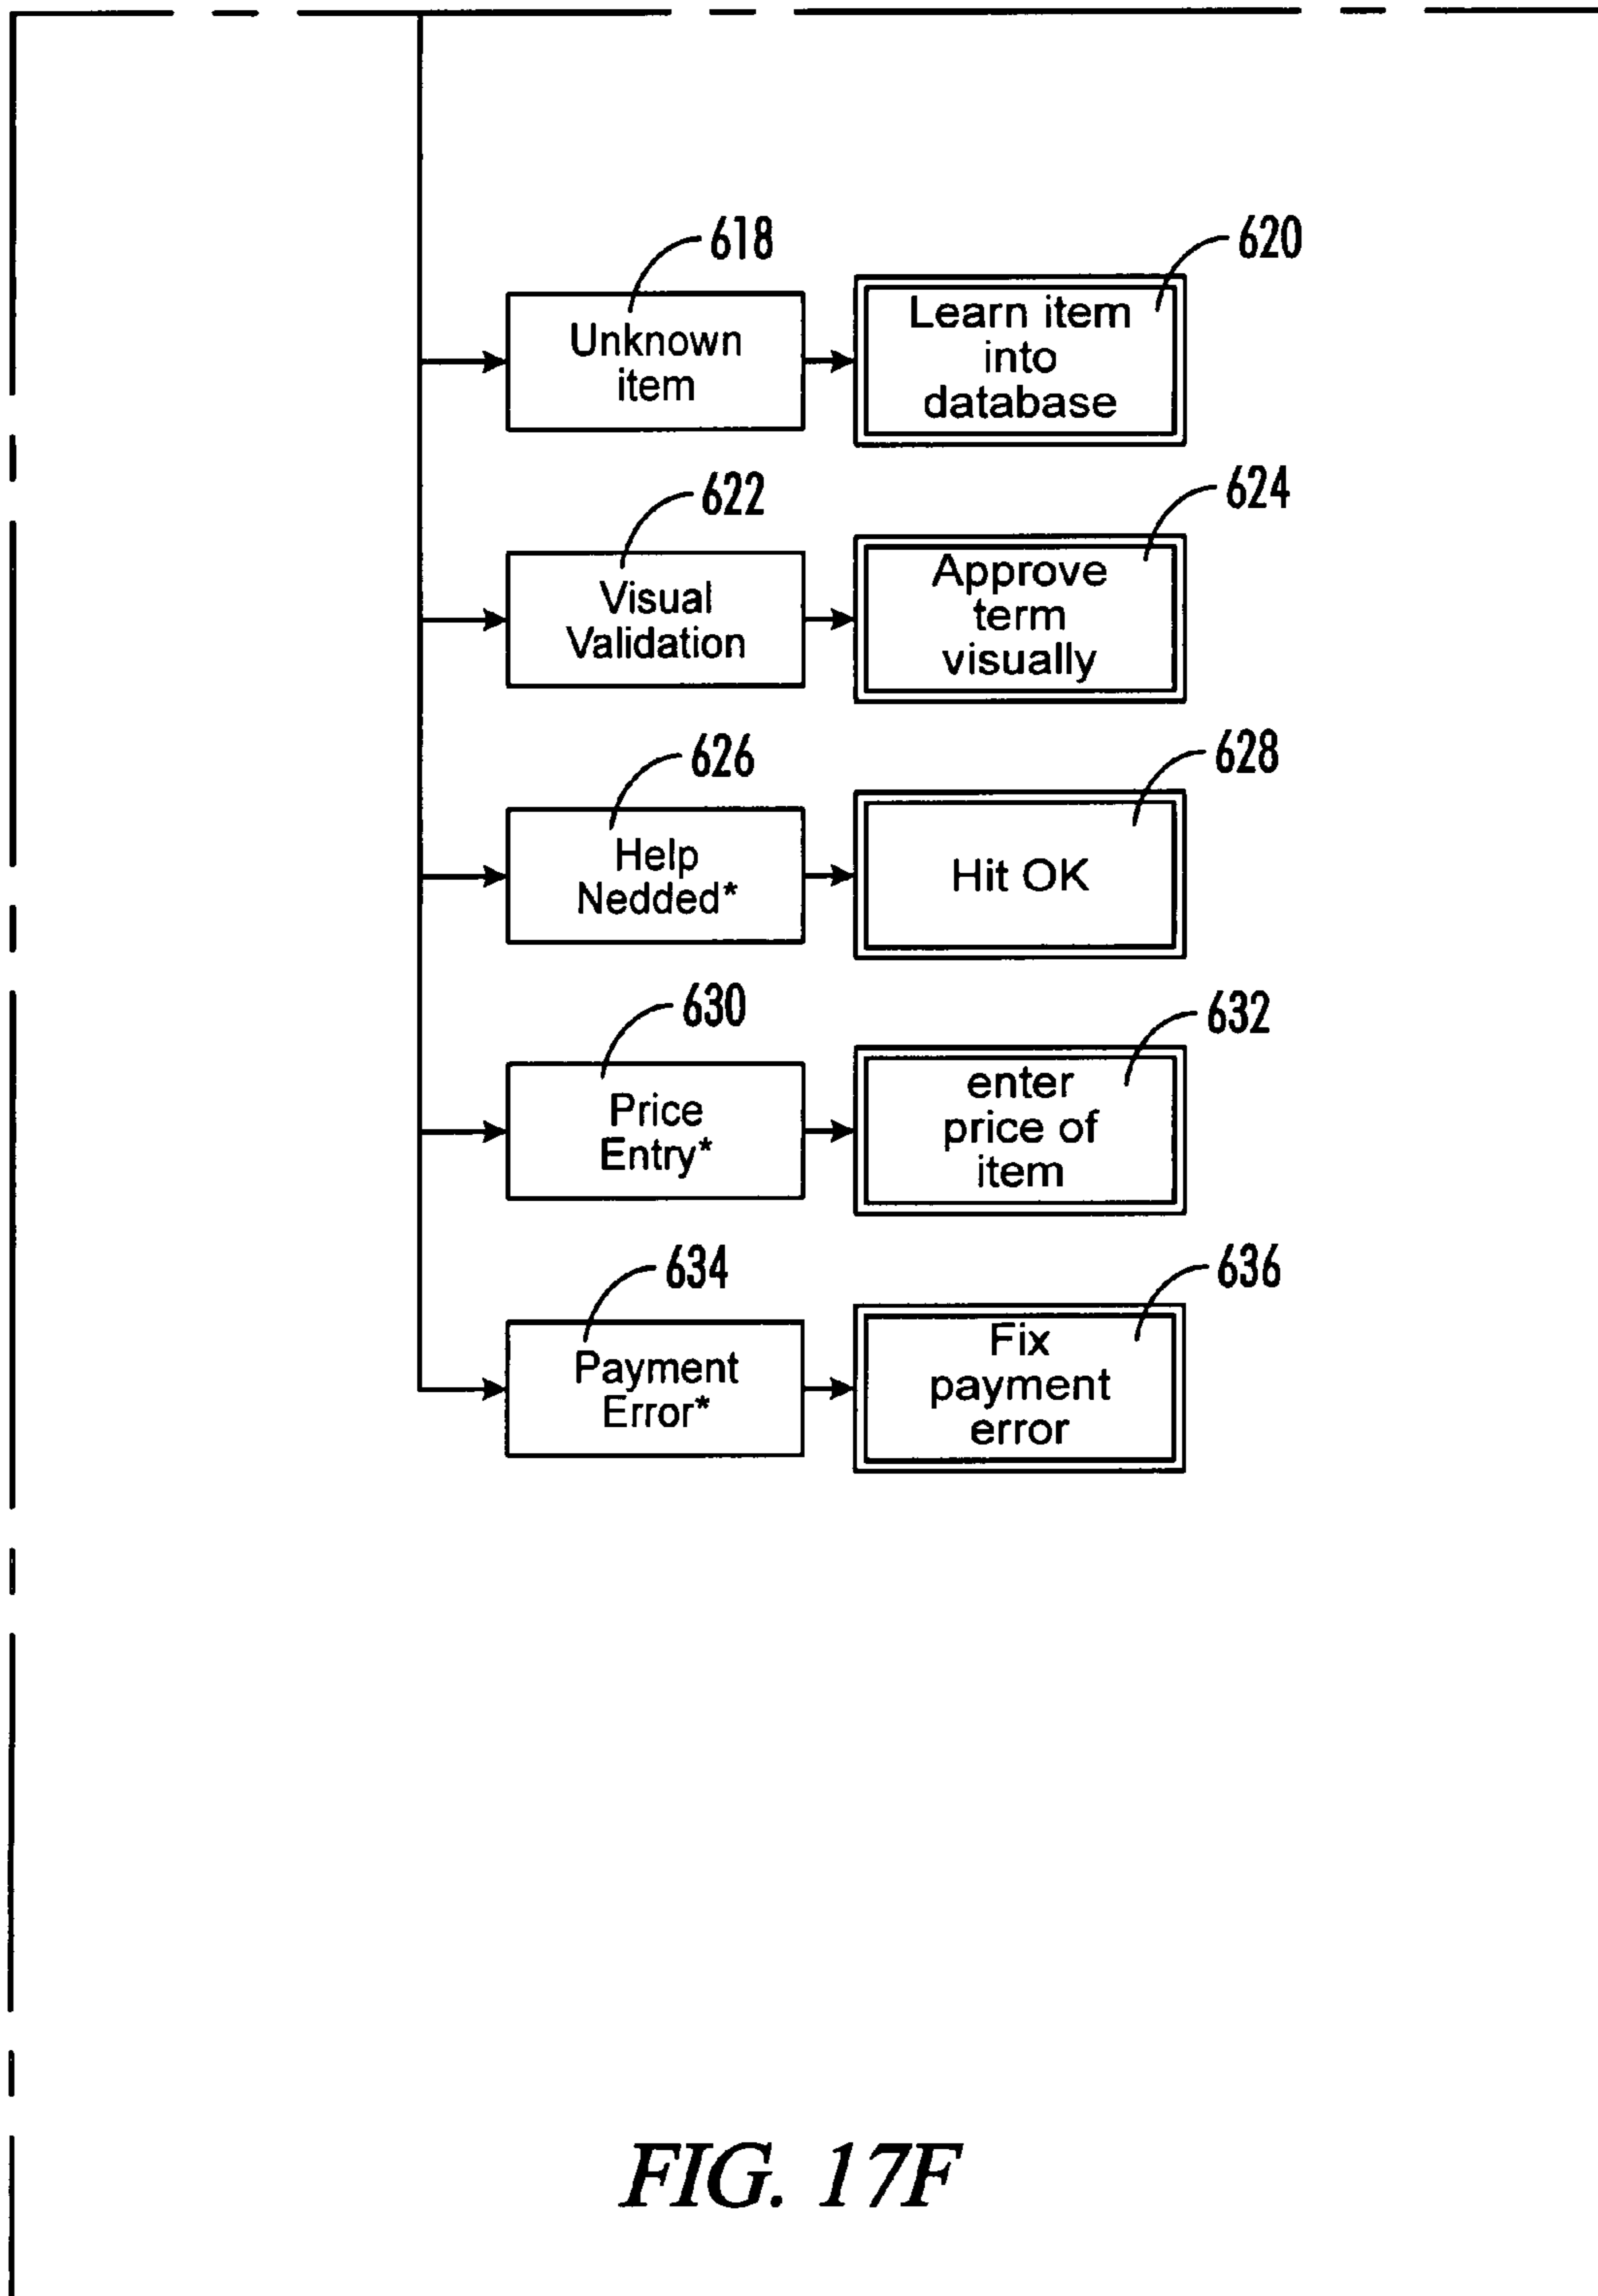 618
620
Unknown
item
Learn item
into
database
622
624
Visual
Validation
Approve
term
visually
626
628
Help
Nedded*
Hit OK
630
632
Price
Entry*
enter
price of
item
634
636
Payment
Error*
Fix
payment
error
FIG. 17F